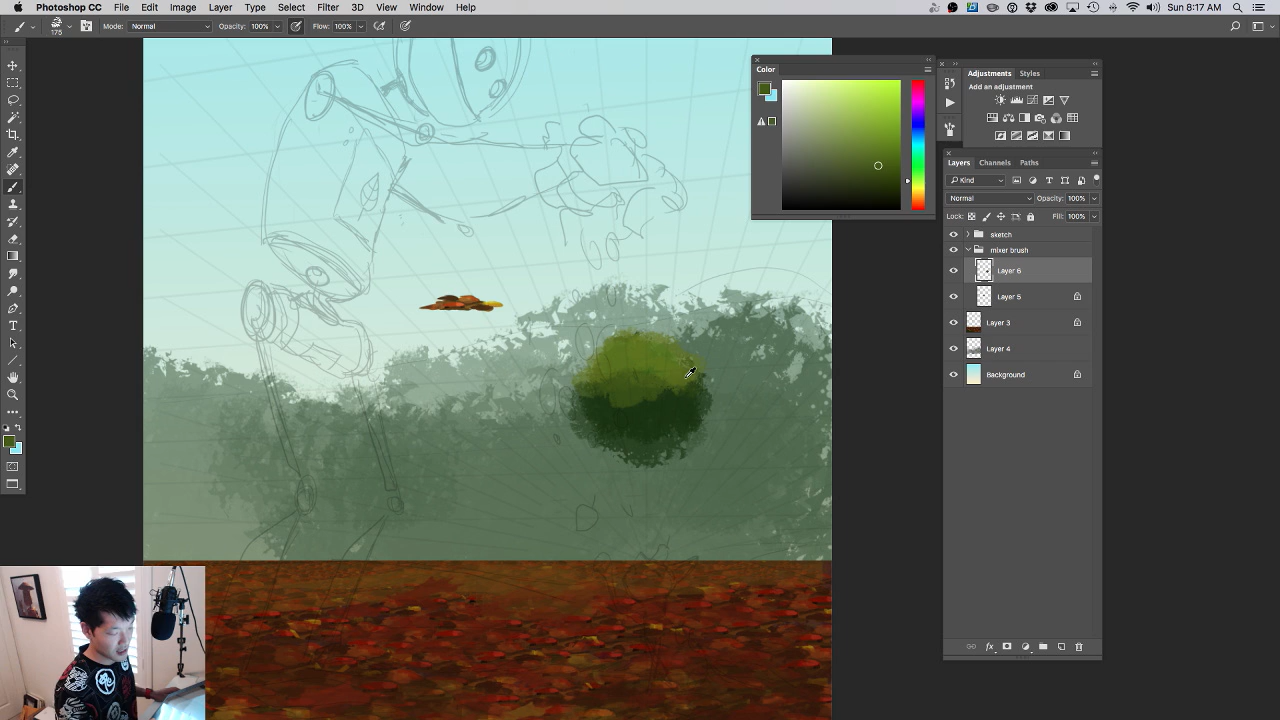 Photoshop CC File Edit Image Layer Type Select Filter 3D View Window Help Sun 8:17 AM
175 Mode: Normal Opacity: 100% Flow: 100%
Color
Adjustments Styles
Add an adjustment
Layers Channels Paths
Kind
Normal Opacity: 100%
Lock: Fill: 100%
sketch
mixer brush
Layer 6
Layer 5
Layer 3
Layer 4
Background
fx